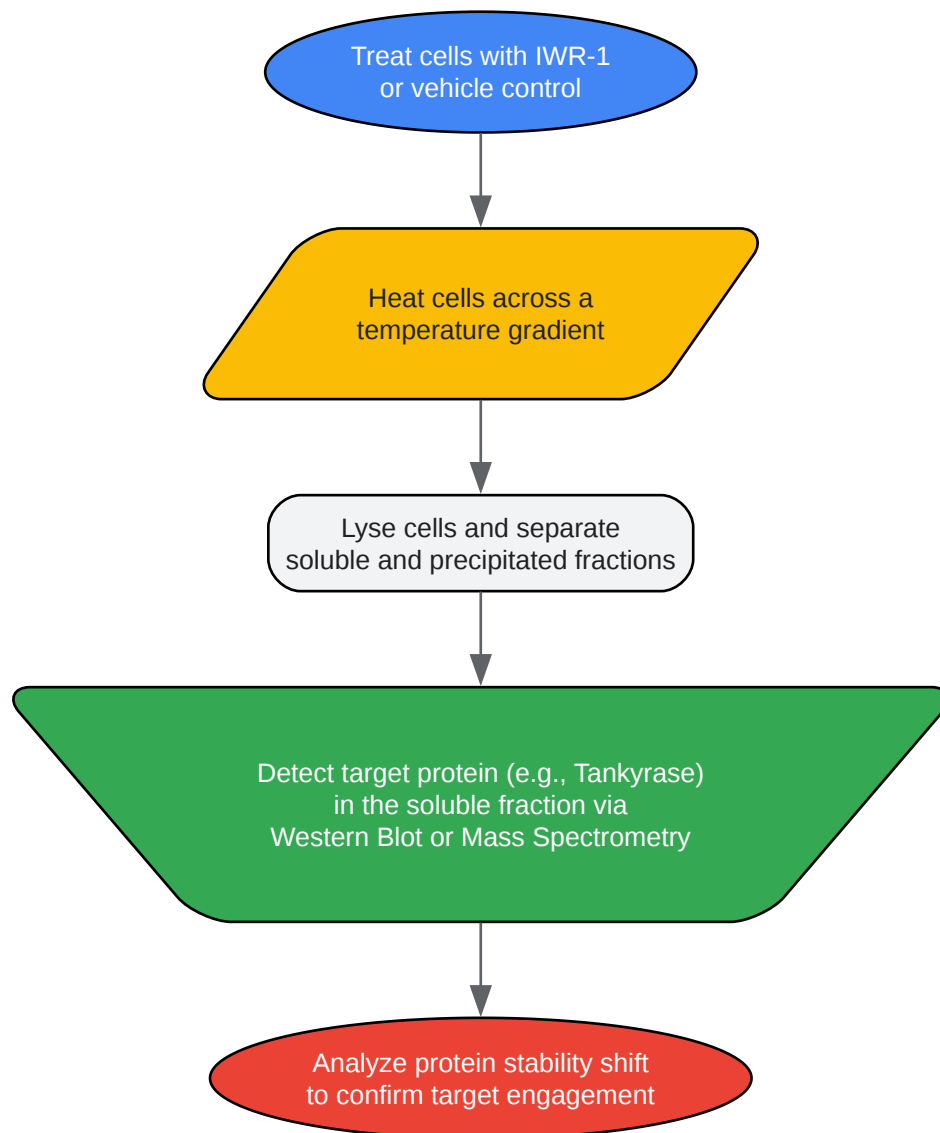 Treat cells with IWR-1
or vehicle control
Heat cells across a
temperature gradient
Lyse cells and separate
soluble and precipitated fractions
Detect target protein (e.g., Tankyrase)
in the soluble fraction via
Western Blot or Mass Spectrometry
Analyze protein stability shift
to confirm target engagement